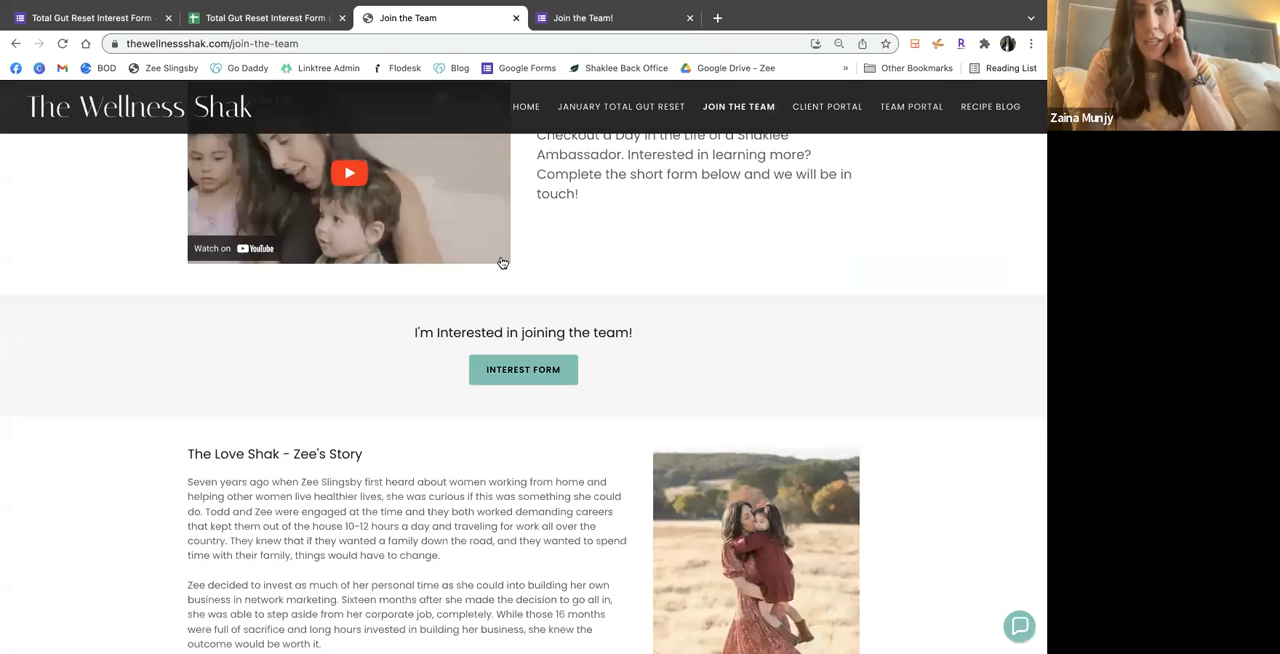 Total Gut Reset Interest Form -
Total Gut Reset Interest Form (
Join the Team
Join the Team!
thewellnessshak.com/join-the-team
BOD
Zee Slingsby
Go Daddy
Linktree Admin
Flodesk
Blog
Google Forms
Shaklee Back Office
Google Drive - Zee
»
Other Bookmarks
Reading List
Zaina Munjy
The Wellness Shak
HOME
JANUARY TOTAL GUT RESET
JOIN THE TEAM
CLIENT PORTAL
TEAM PORTAL
RECIPE BLOG
Checkout a Day in the Life of a Shaklee
Ambassador. Interested in learning more?
Complete the short form below and we will be in
touch!
Watch on YouTube
I'm Interested in joining the team!
INTEREST FORM
The Love Shak - Zee's Story
Seven years ago when Zee Slingsby first heard about women working from home and
helping other women live healthier lives, she was curious if this was something she could
do. Todd and Zee were engaged at the time and they both worked demanding careers
that kept them out of the house 10-12 hours a day and traveling for work all over the
country. They knew that if they wanted a family down the road, and they wanted to spend
time with their family, things would have to change.
Zee decided to invest as much of her personal time as she could into building her own
business in network marketing. Sixteen months after she made the decision to go all in,
she was able to step aside from her corporate job, completely. While those 16 months
were full of sacrifice and long hours invested in building her business, she knew the
outcome would be worth it.